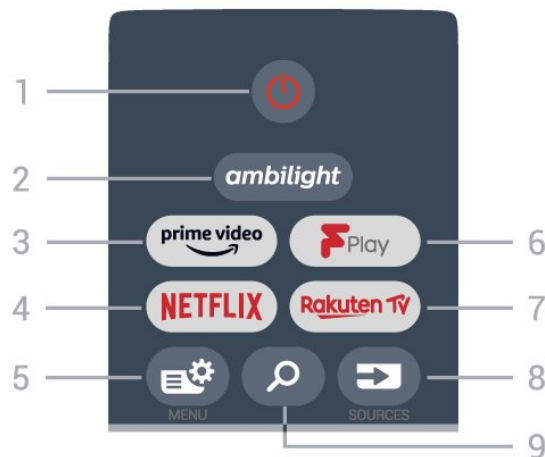 1
2
ambilight
3
prime video
F Play
6
4
NETFLIX
Rakuten TV
7
5
8
MENU
SOURCES
9